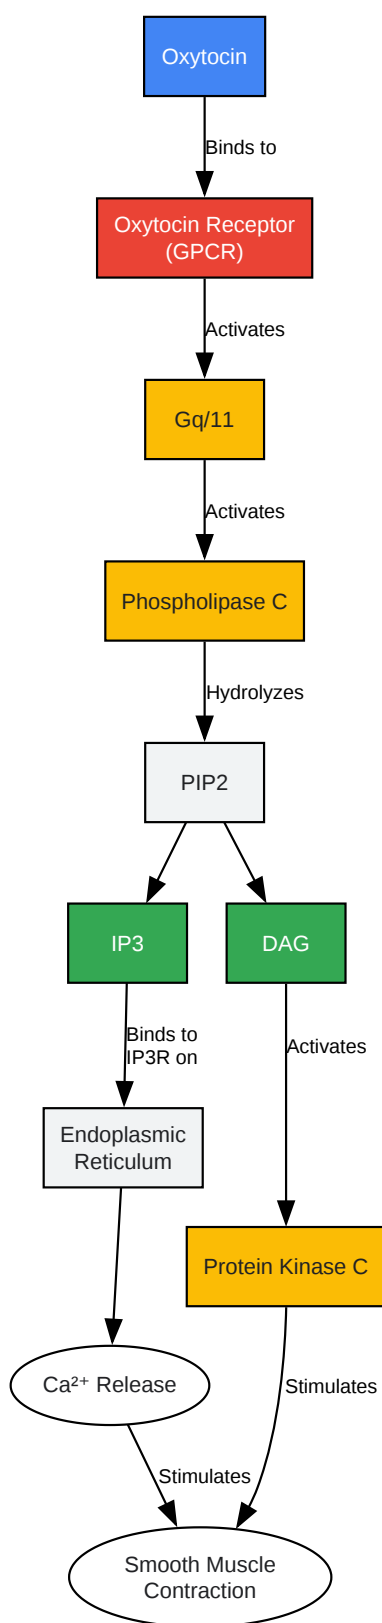 Oxytocin
Binds to
Oxytocin Receptor
(GPCR)
Activates
Gq/11
Activates
Phospholipase C
Hydrolyzes
PIP2
IP3
DAG
Binds to
IP3R on
Activates
Endoplasmic
Reticulum
Protein Kinase C
Ca²⁺ Release
Stimulates
Stimulates
Smooth Muscle
Contraction